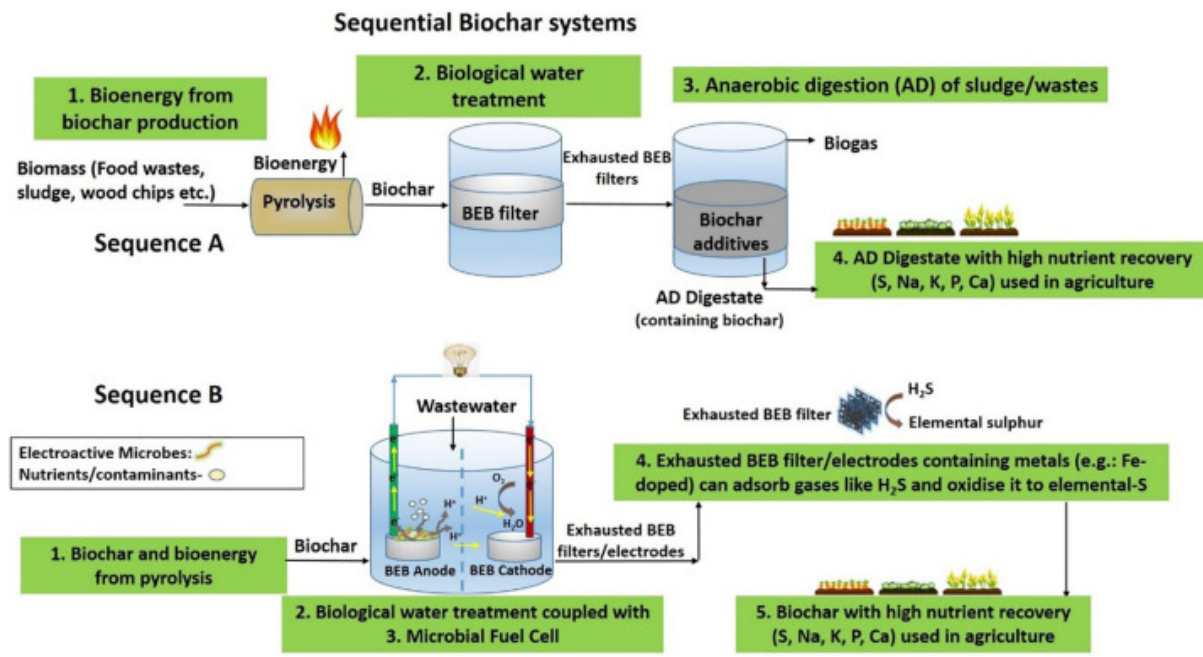 Sequential Biochar systems
1. Bioenergy from
biochar production
2. Biological water
treatment
3. Anaerobic digestion (AD) of sludge/wastes
Biomass (Food wastes,
sludge, wood chips etc.)
Bioenergy
Pyrolysis
Biochar
BEB filter
Exhausted BEB
filters
Biogas
Biochar
additives
Sequence A
4. AD Digestate with high nutrient recovery
(S, Na, K, P, Ca) used in agriculture
AD Digestate
(containing biochar)
Sequence B
Wastewater
Exhausted BEB filter
H₂S
Elemental sulphur
Electroactive Microbes:
Nutrients/contaminants-
4. Exhausted BEB filter/electrodes containing metals (e.g.: Fe-
doped) can adsorb gases like H₂S and oxidise it to elemental-S
e⁻
e⁻
O₂
H⁺
H⁺
H⁺
H₂O
1. Biochar and bioenergy
from pyrolysis
Biochar
BEB Anode
BEB Cathode
Exhausted BEB
filters/electrodes
2. Biological water treatment coupled with
3. Microbial Fuel Cell
5. Biochar with high nutrient recovery
(S, Na, K, P, Ca) used in agriculture